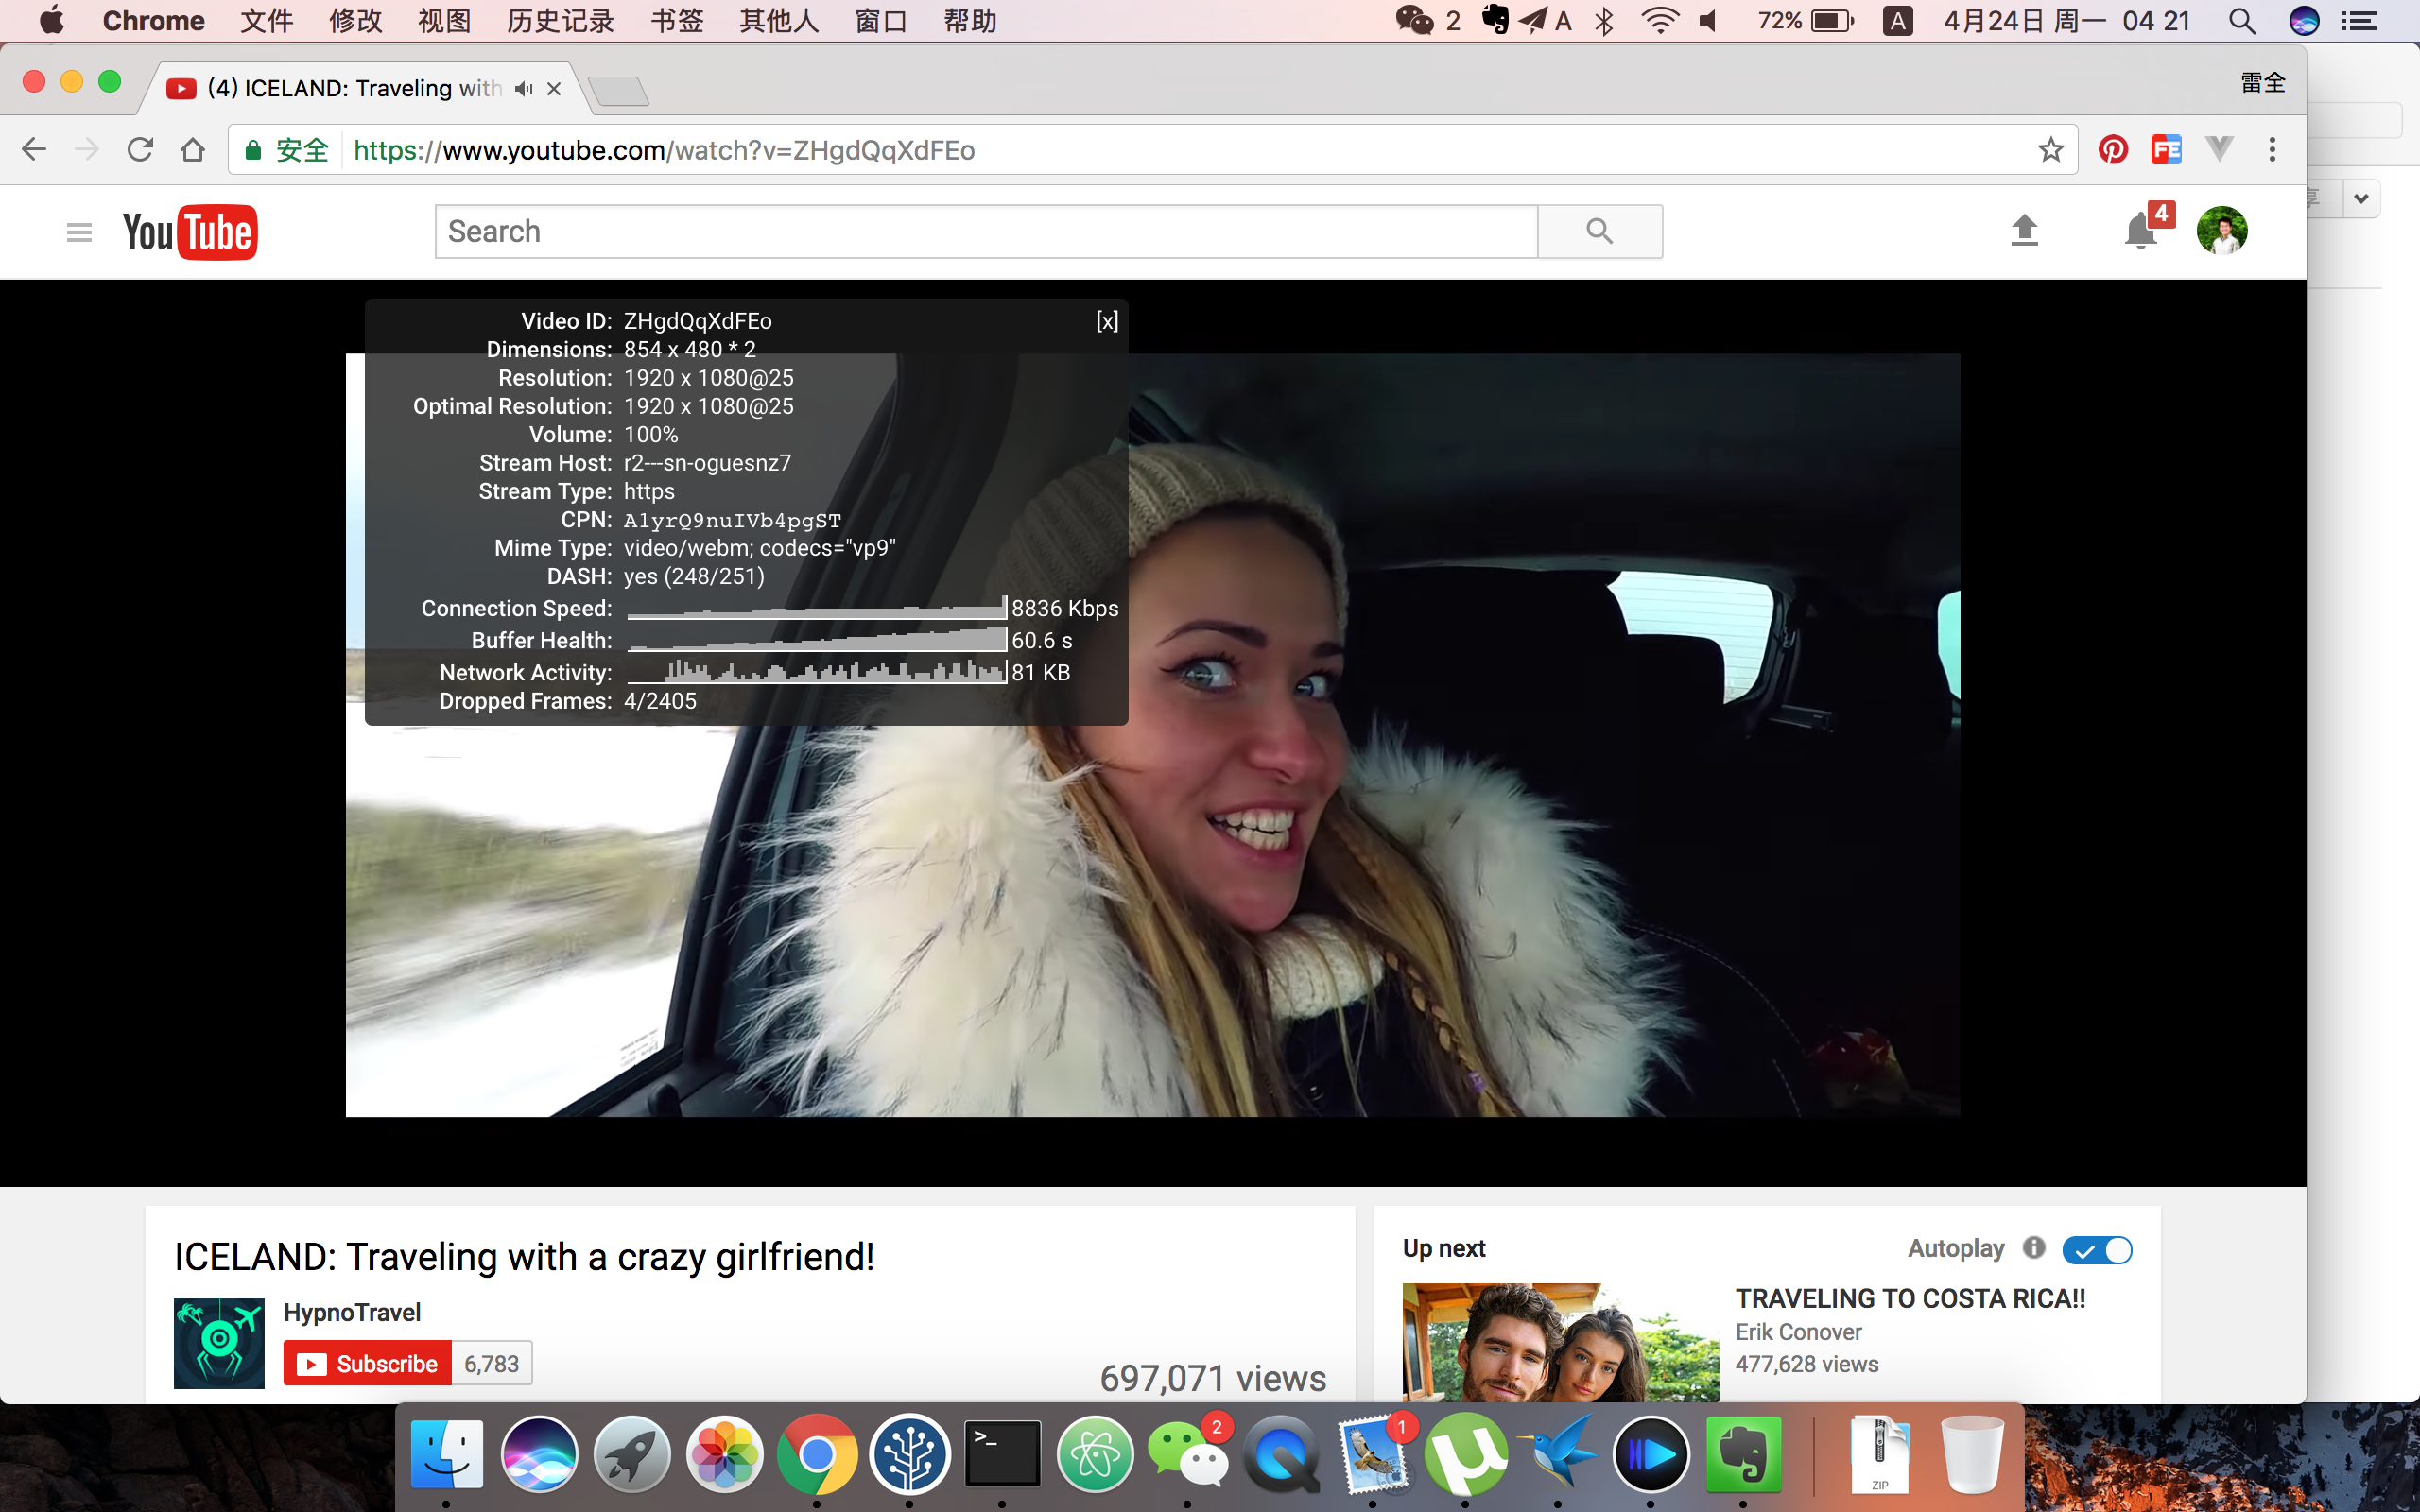 Chrome 文件 修改 视图 历史记录 书签 其他人 窗口 帮助 2 A 72% A 4月24日 周一 04 21
(4) ICELAND: Traveling with
雷全
安全 https://www.youtube.com/watch?v=ZHgdQqXdFEo
FE
YouTube
Search
4
Video ID: ZHgdQqXdFEo [x]
Dimensions: 854 x 480 * 2
Resolution: 1920 x 1080@25
Optimal Resolution: 1920 x 1080@25
Volume: 100%
Stream Host: r2---sn-oguesnz7
Stream Type: https
CPN: A1yrQ9nuIVb4pgST
Mime Type: video/webm; codecs="vp9"
DASH: yes (248/251)
Connection Speed: 8836 Kbps
Buffer Health: 60.6 s
Network Activity: 81 KB
Dropped Frames: 4/2405
ICELAND: Traveling with a crazy girlfriend!
HypnoTravel
Subscribe 6,783
697,071 views
Up next
Autoplay
TRAVELING TO COSTA RICA!!
Erik Conover
477,628 views
>_
2
1
ZIP